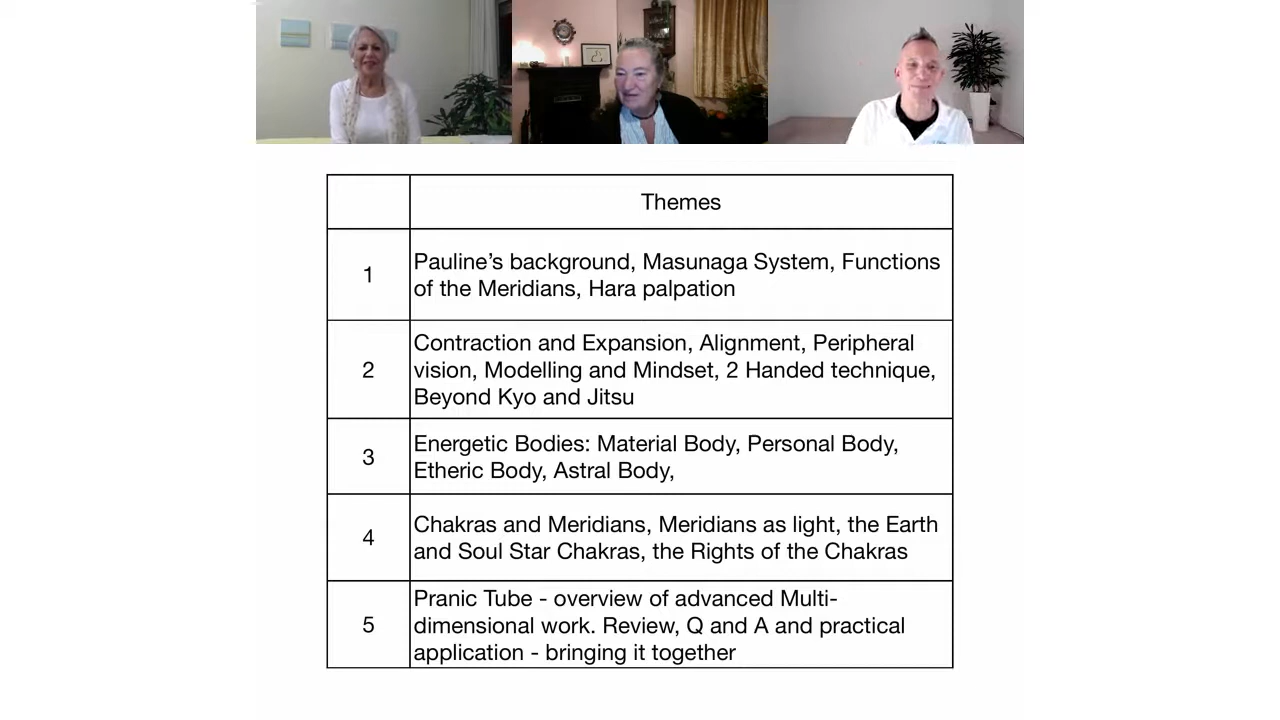 Themes
1
Pauline’s background, Masunaga System, Functions
of the Meridians, Hara palpation
2
Contraction and Expansion, Alignment, Peripheral
vision, Modelling and Mindset, 2 Handed technique,
Beyond Kyo and Jitsu
3
Energetic Bodies: Material Body, Personal Body,
Etheric Body, Astral Body,
4
Chakras and Meridians, Meridians as light, the Earth
and Soul Star Chakras, the Rights of the Chakras
5
Pranic Tube - overview of advanced Multi-
dimensional work. Review, Q and A and practical
application - bringing it together